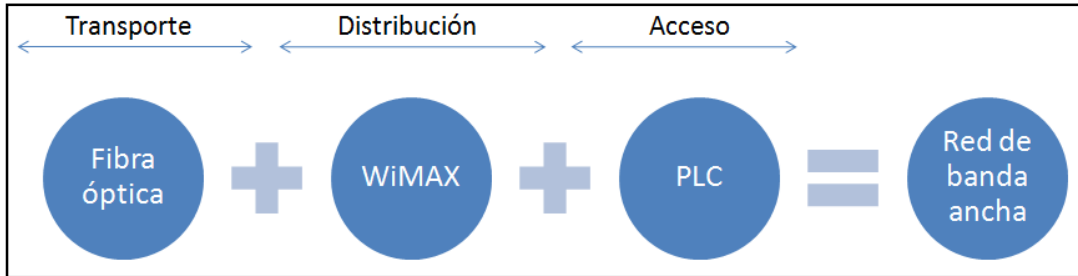 Transporte
Distribución
Acceso
Fibra
óptica
WiMAX
PLC
Red de
banda
ancha